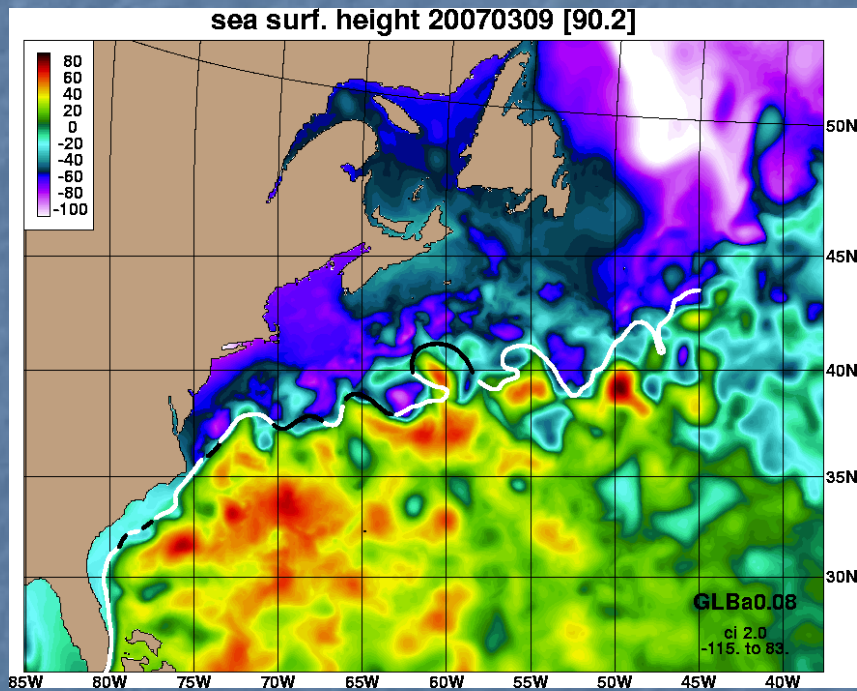 sea surf. height 20070309 [90.2]
80
60
40
20
0
-20
-40
-60
-80
-100
50N
45N
40N
35N
30N
GLBa0.08
ci 2.0
-115. to 83.
85W 80W 75W 70W 65W 60W 55W 50W 45W 40W